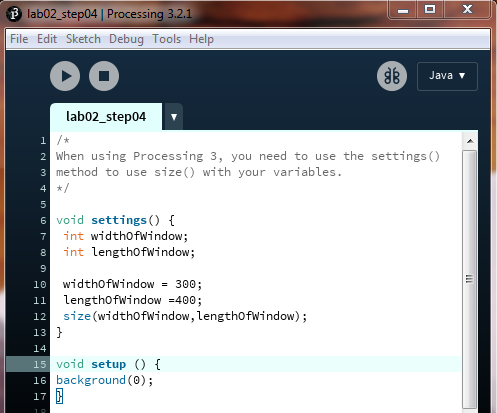 lab02_step04 | Processing 3.2.1
File Edit Sketch Debug Tools Help
Java ▼
lab02_step04 ▼
1 /*
2 When using Processing 3, you need to use the settings()
3 method to use size() with your variables.
4 */
5
6 void settings() {
7 int widthOfWindow;
8 int lengthOfWindow;
9
10 widthOfWindow = 300;
11 lengthOfWindow =400;
12 size(widthOfWindow,lengthOfWindow);
13 }
14
15 void setup () {
16 background(0);
17 }
18